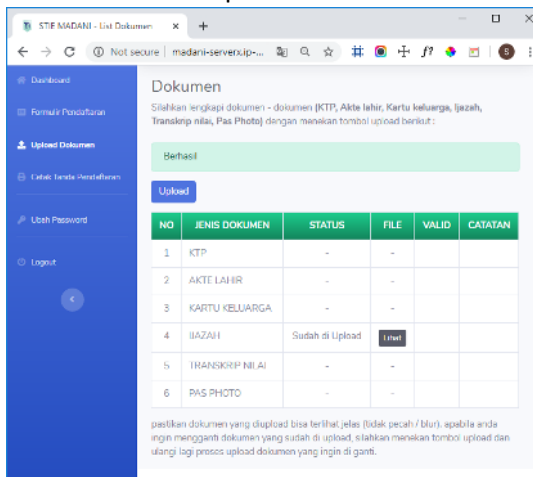 STIE MADANI - List Dokumen
Not secure | madani-serverx.ip-...
f?
S
Dashboard
Formulir Pendaftaran
Upload Dokumen
Cetak Tanda Pendaftaran
Ubah Password
Logout
Dokumen
Silahkan lengkapi dokumen - dokumen [KTP, Akte lahir, Kartu keluarga, Ijazah,
Transkrip nilai, Pas Photo] dengan menekan tombol upload berikut :
Berhasil
Upload
NO JENIS DOKUMEN STATUS FILE VALID CATATAN
1 KTP - -
2 AKTE LAHIR - -
3 KARTU KELUARGA - -
4 IJAZAH Sudah di Upload Lihat
5 TRANSKRIP NILAI - -
6 PAS PHOTO - -
pastikan dokumen yang diupload bisa terlihat jelas (tidak pecah / blur). apabila anda
ingin mengganti dokumen yang sudah di upload, silahkan menekan tombol upload dan
ulangi lagi proses upload dokumen yang ingin di ganti.